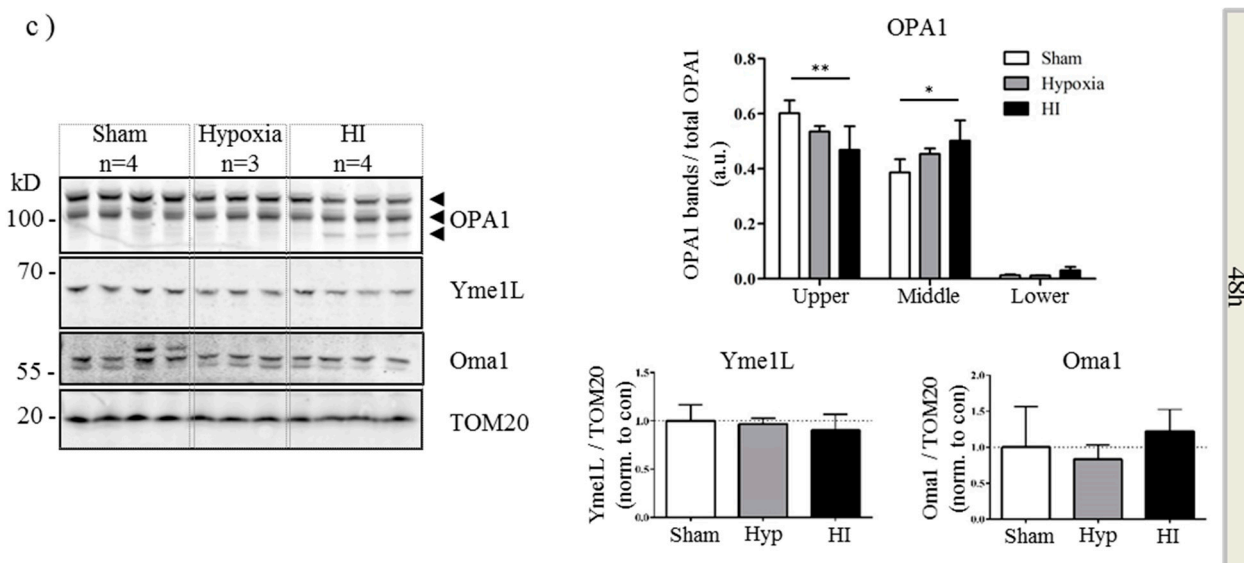 c )
Sham
n=4
Hypoxia
n=3
HI
n=4
kD
100 -
OPA1
70 -
Yme1L
Oma1
55 -
20 -
TOM20
OPA1
OPA1 bands / total OPA1
(a.u.)
0.8
0.6
0.4
0.2
0.0
**
*
Sham
Hypoxia
HI
Upper
Middle
Lower
Yme1L
Yme1L / TOM20
(norm. to con)
1.5
1.0
0.5
0.0
Sham
Hyp
HI
Oma1
Oma1 / TOM20
(norm. to con)
2.0
1.5
1.0
0.5
0.0
Sham
Hyp
HI
48h